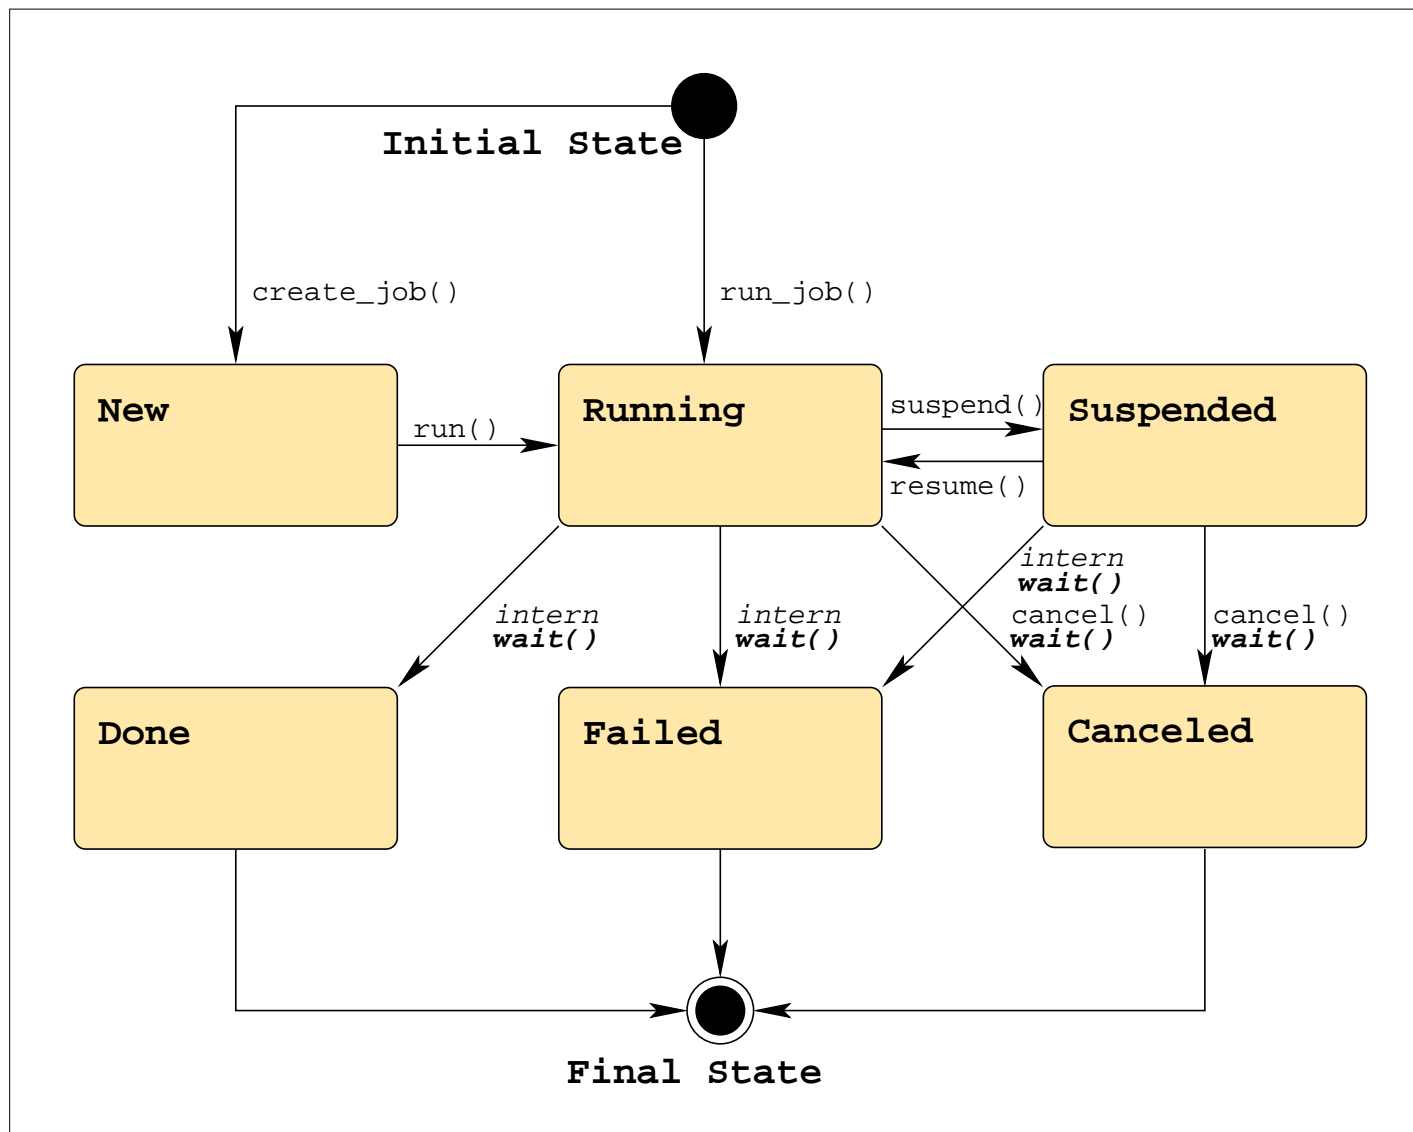 Initial State
create_job()
run_job()
New
run()
Running
suspend()
resume()
Suspended
intern
wait()
intern
wait()
intern
wait()
cancel()
wait()
cancel()
wait()
Done
Failed
Canceled
Final State